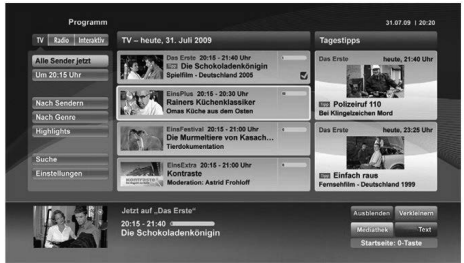 Programm
31.07.09 | 20:20
TV Radio Interaktiv
TV – heute, 31. Juli 2009
Tagestipps
Alle Sender jetzt
Um 20:15 Uhr
Nach Sendern
Nach Genre
Highlights
Suche
Einstellungen
Das Erste 20:15 - 21:40 Uhr
Tipp Die Schokoladenkönigin
Spielfilm - Deutschland 2005
EinsPlus - 20:30 Uhr
Rainers Küchenklassiker
Omas Küche aus dem Osten
EinsFestival 20:00 - 21:00 Uhr
Die Murmeltiere von Kasach...
Tierdokumentation
EinsExtra 20:00 - 21:00 Uhr
Kontraste
Moderation: Astrid Frohloff
Das Erste heute, 21:40 Uhr
Tipp Polizeiruf 110
Bei Klingelzeichen Mord
Das Erste heute, 23:25 Uhr
Tipp Einfach raus
Fernsehfilm - Deutschland 1999
Jetzt auf „Das Erste“
20:15 - 21:40
Die Schokoladenkönigin
Ausblenden Verkleinern
Mediathek Text
Startseite: 0-Taste